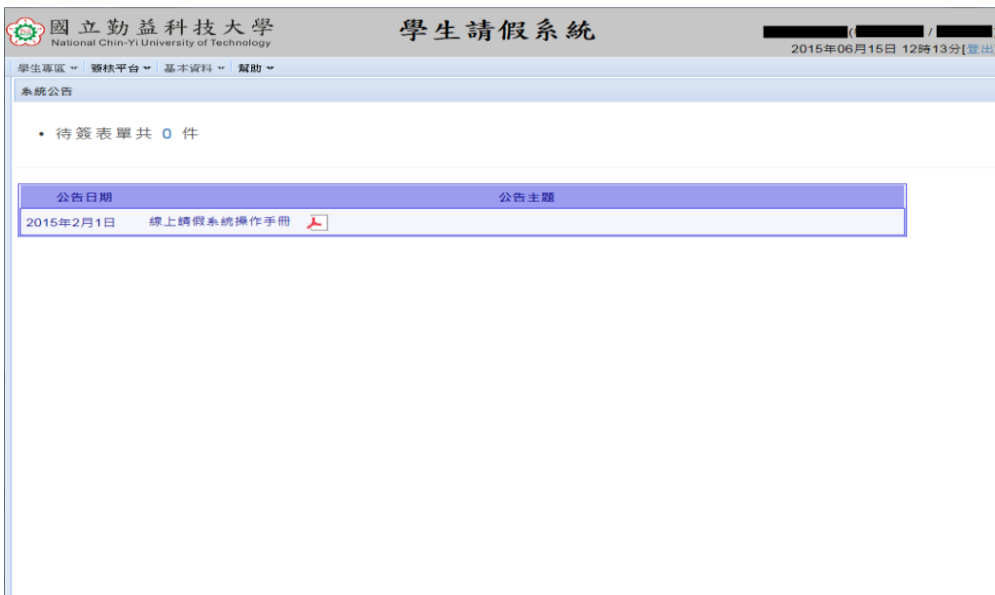 國立勤益科技大學
National Chin-Yi University of Technology
學生請假系統
( /
2015年06月15日 12時13分[登出]
學生專區 簽核平台 基本資料 幫助
系統公告
• 待簽表單共 0 件
公告日期 公告主題
2015年2月1日 線上請假系統操作手冊